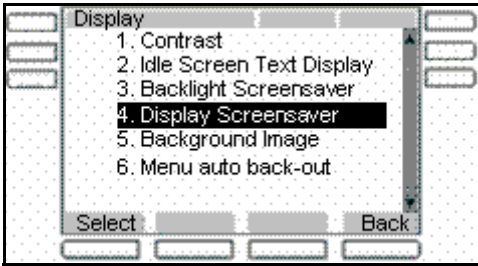 Display
1. Contrast
2. Idle Screen Text Display
3. Backlight Screensaver
4. Display Screensaver
5. Background Image
6. Menu auto back-out
Select Back